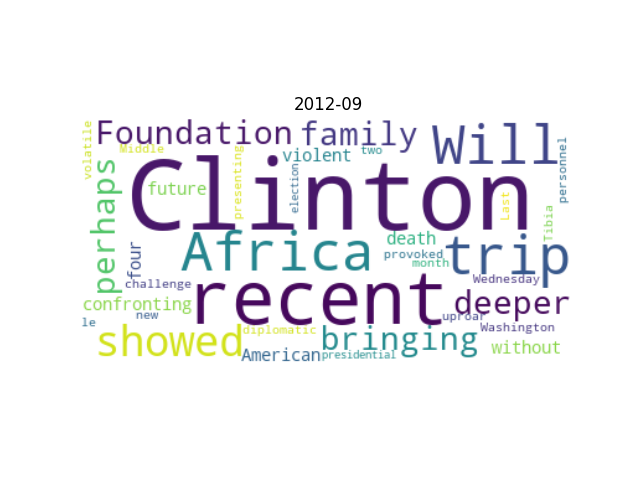 2012-09
Foundation family Will
volatile Middle presenting violent two election personnel
perhaps future Clinton Last Tibia
four Africa death provoked month trip
challenge recent Wednesday deeper
confronting new le uproar Washington
showed diplomatic bringing without
American presidential